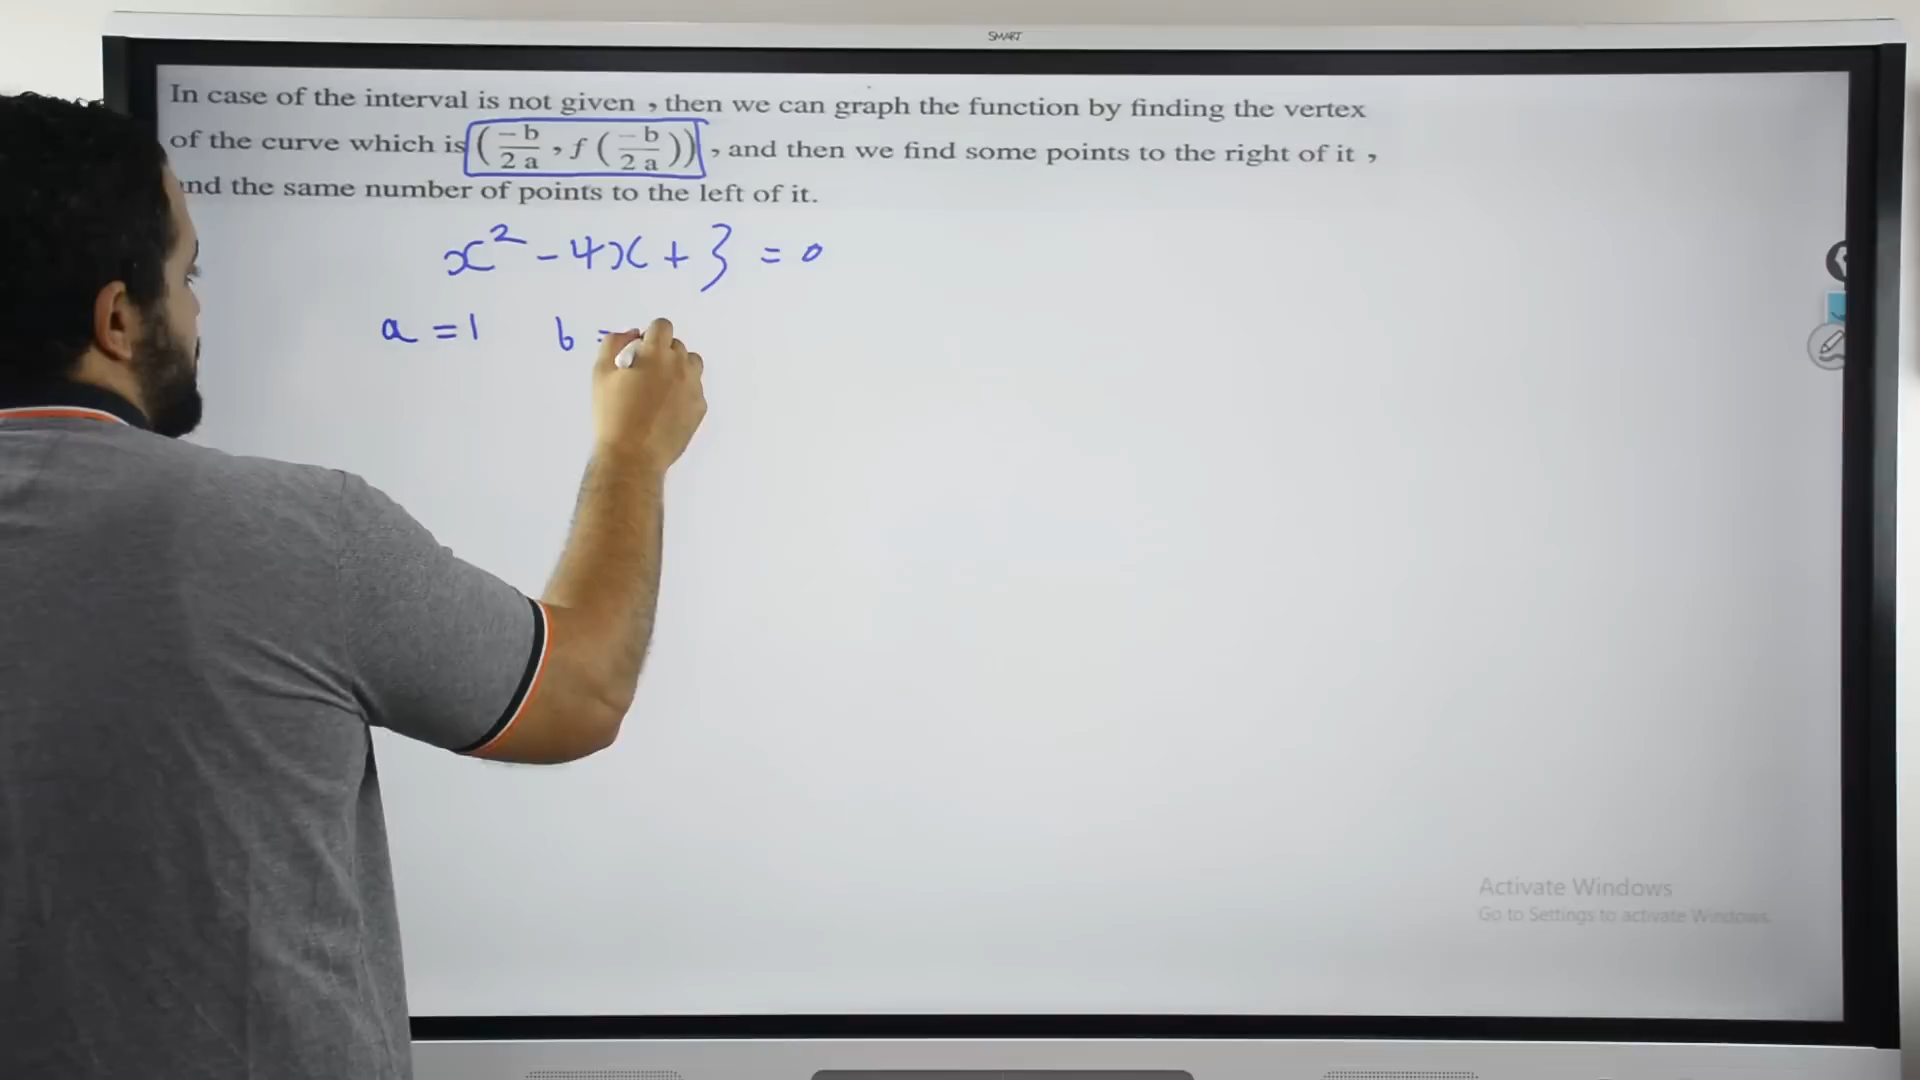 SMART
In case of the interval is not given , then we can graph the function by finding the vertex
of the curve which is (-b/2a , f(-b/2a)) , and then we find some points to the right of it ,
and the same number of points to the left of it.
x² - 4x + 3 = 0
a = 1 b =
Activate Windows
Go to Settings to activate Windows.